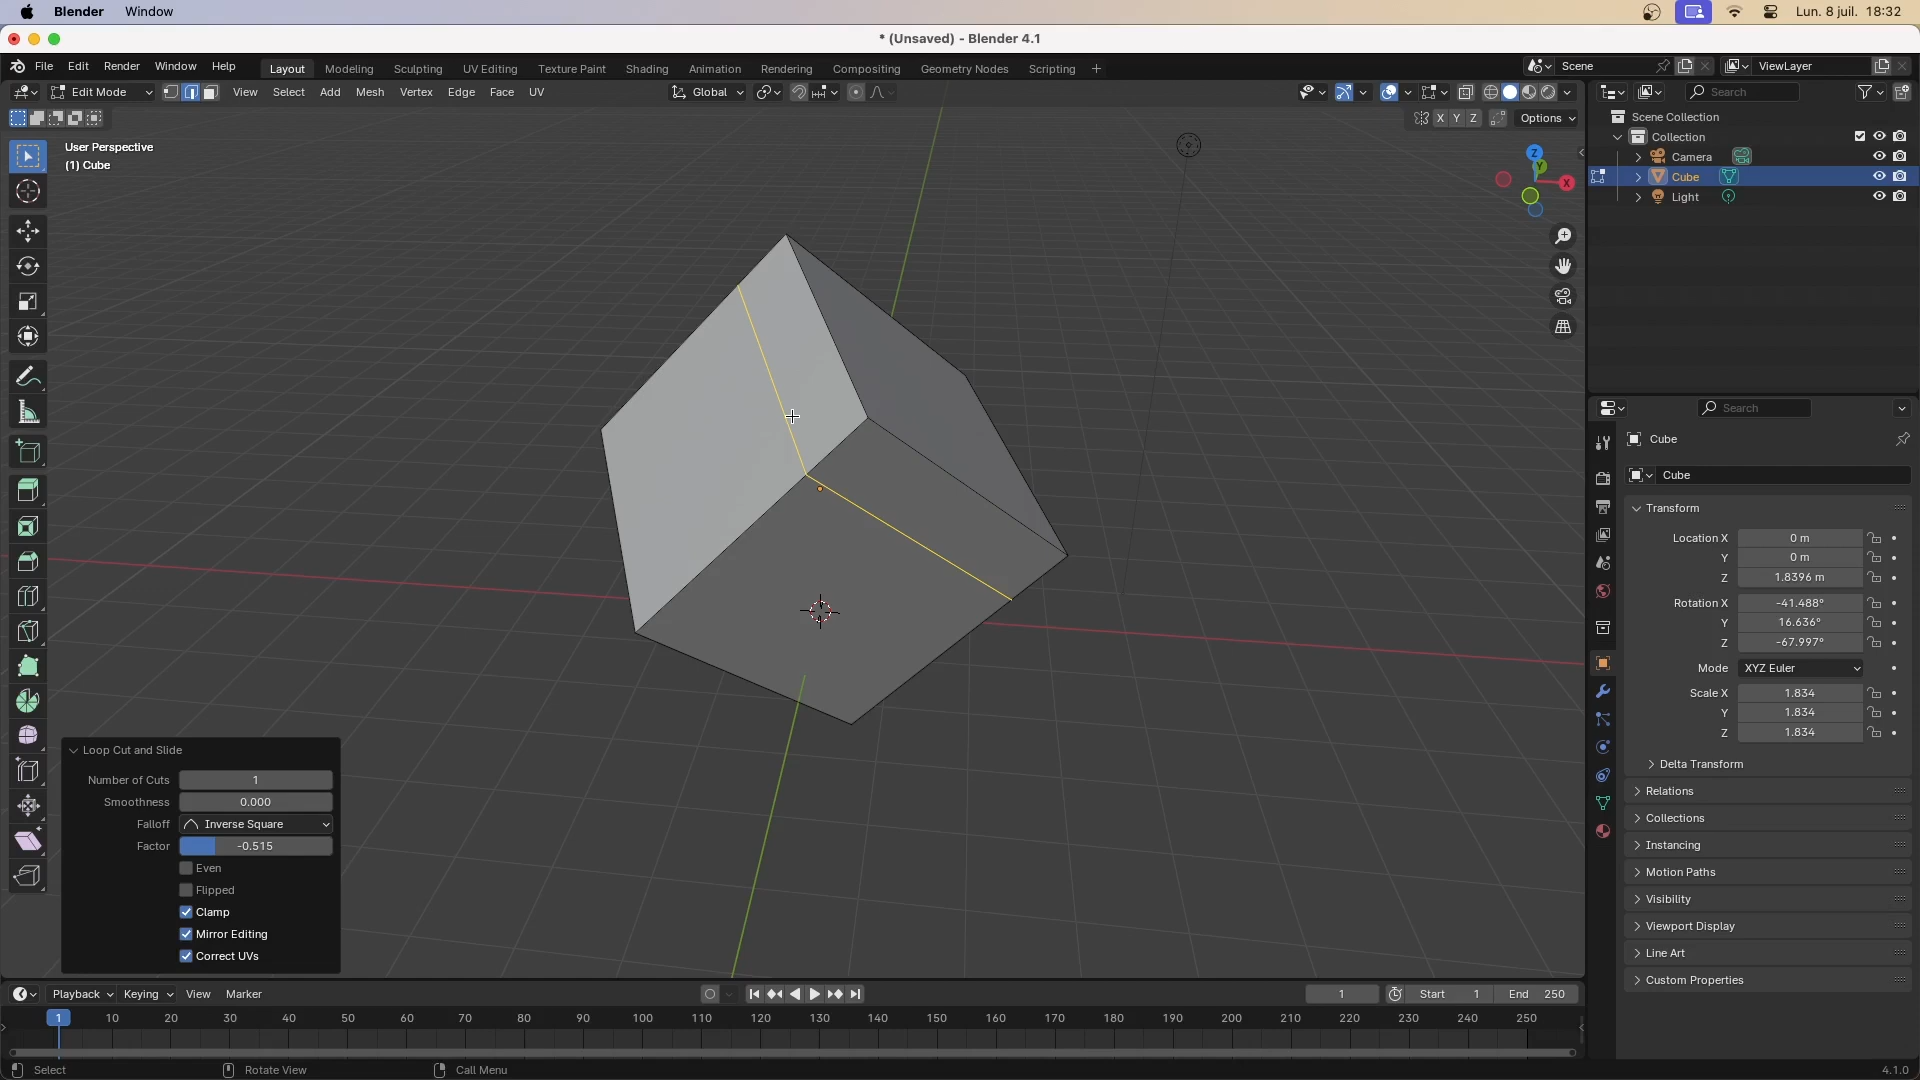 Blender Window Lun. 8 juil. 18:32
* (Unsaved) - Blender 4.1
File Edit Render Window Help Layout Modeling Sculpting UV Editing Texture Paint Shading Animation Rendering Compositing Geometry Nodes Scripting + Scene ViewLayer
Edit Mode View Select Add Mesh Vertex Edge Face UV Global Search
X Y Z Options
User Perspective
(1) Cube
Z
Y
X
Scene Collection
Collection
Camera
Cube
Light
Search
Cube
Cube
Transform
Location X 0 m
Y 0 m
Z 1.8396 m
Rotation X -41.488°
Y 16.636°
Z -67.997°
Mode XYZ Euler
Scale X 1.834
Y 1.834
Z 1.834
Delta Transform
Relations
Collections
Instancing
Motion Paths
Visibility
Viewport Display
Line Art
Custom Properties
Loop Cut and Slide
Number of Cuts 1
Smoothness 0.000
Falloff Inverse Square
Factor -0.515
Even
Flipped
Clamp
Mirror Editing
Correct UVs
Playback Keying View Marker 1 Start 1 End 250
1 10 20 30 40 50 60 70 80 90 100 110 120 130 140 150 160 170 180 190 200 210 220 230 240 250
Select Rotate View Call Menu 4.1.0